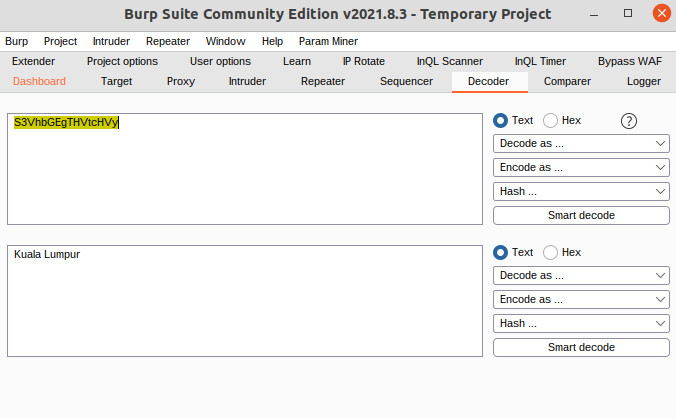 Burp Suite Community Edition v2021.8.3 - Temporary Project
Burp Project Intruder Repeater Window Help Param Miner
Extender Project options User options Learn IP Rotate InQL Scanner InQL Timer Bypass WAF
Dashboard Target Proxy Intruder Repeater Sequencer Decoder Comparer Logger
S3VhbGEgTHVtcHVy
Text Hex ?
Decode as ...
Encode as ...
Hash ...
Smart decode
Kuala Lumpur
Text Hex
Decode as ...
Encode as ...
Hash ...
Smart decode